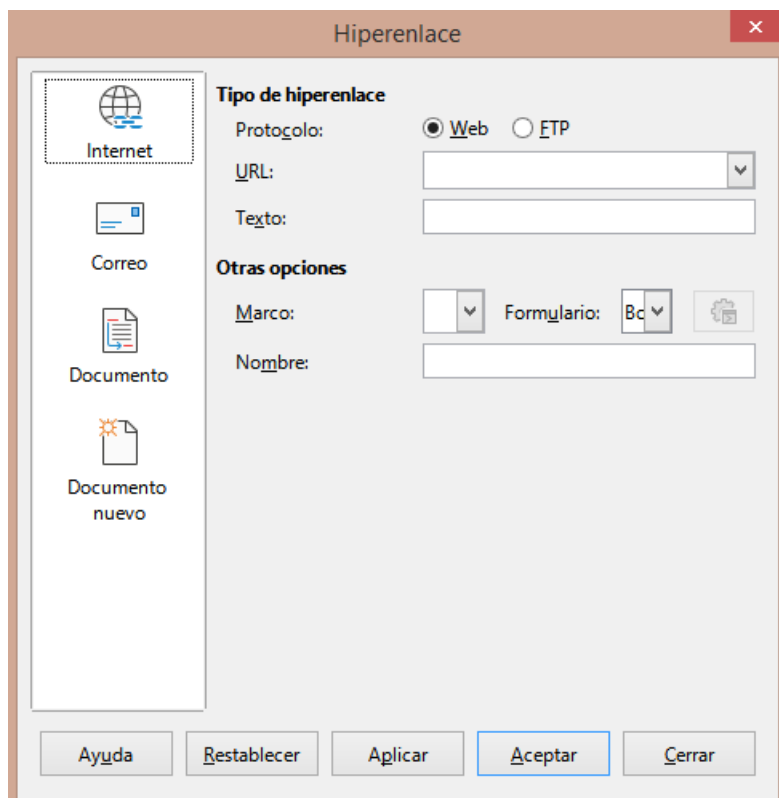 Hiperenlace
Internet
Correo
Documento
Documento
nuevo
Tipo de hiperenlace
Protocolo: Web FTP
URL:
Texto:
Otras opciones
Marco: Formulario: Bc
Nombre:
Ayuda Restablecer Aplicar Aceptar Cerrar